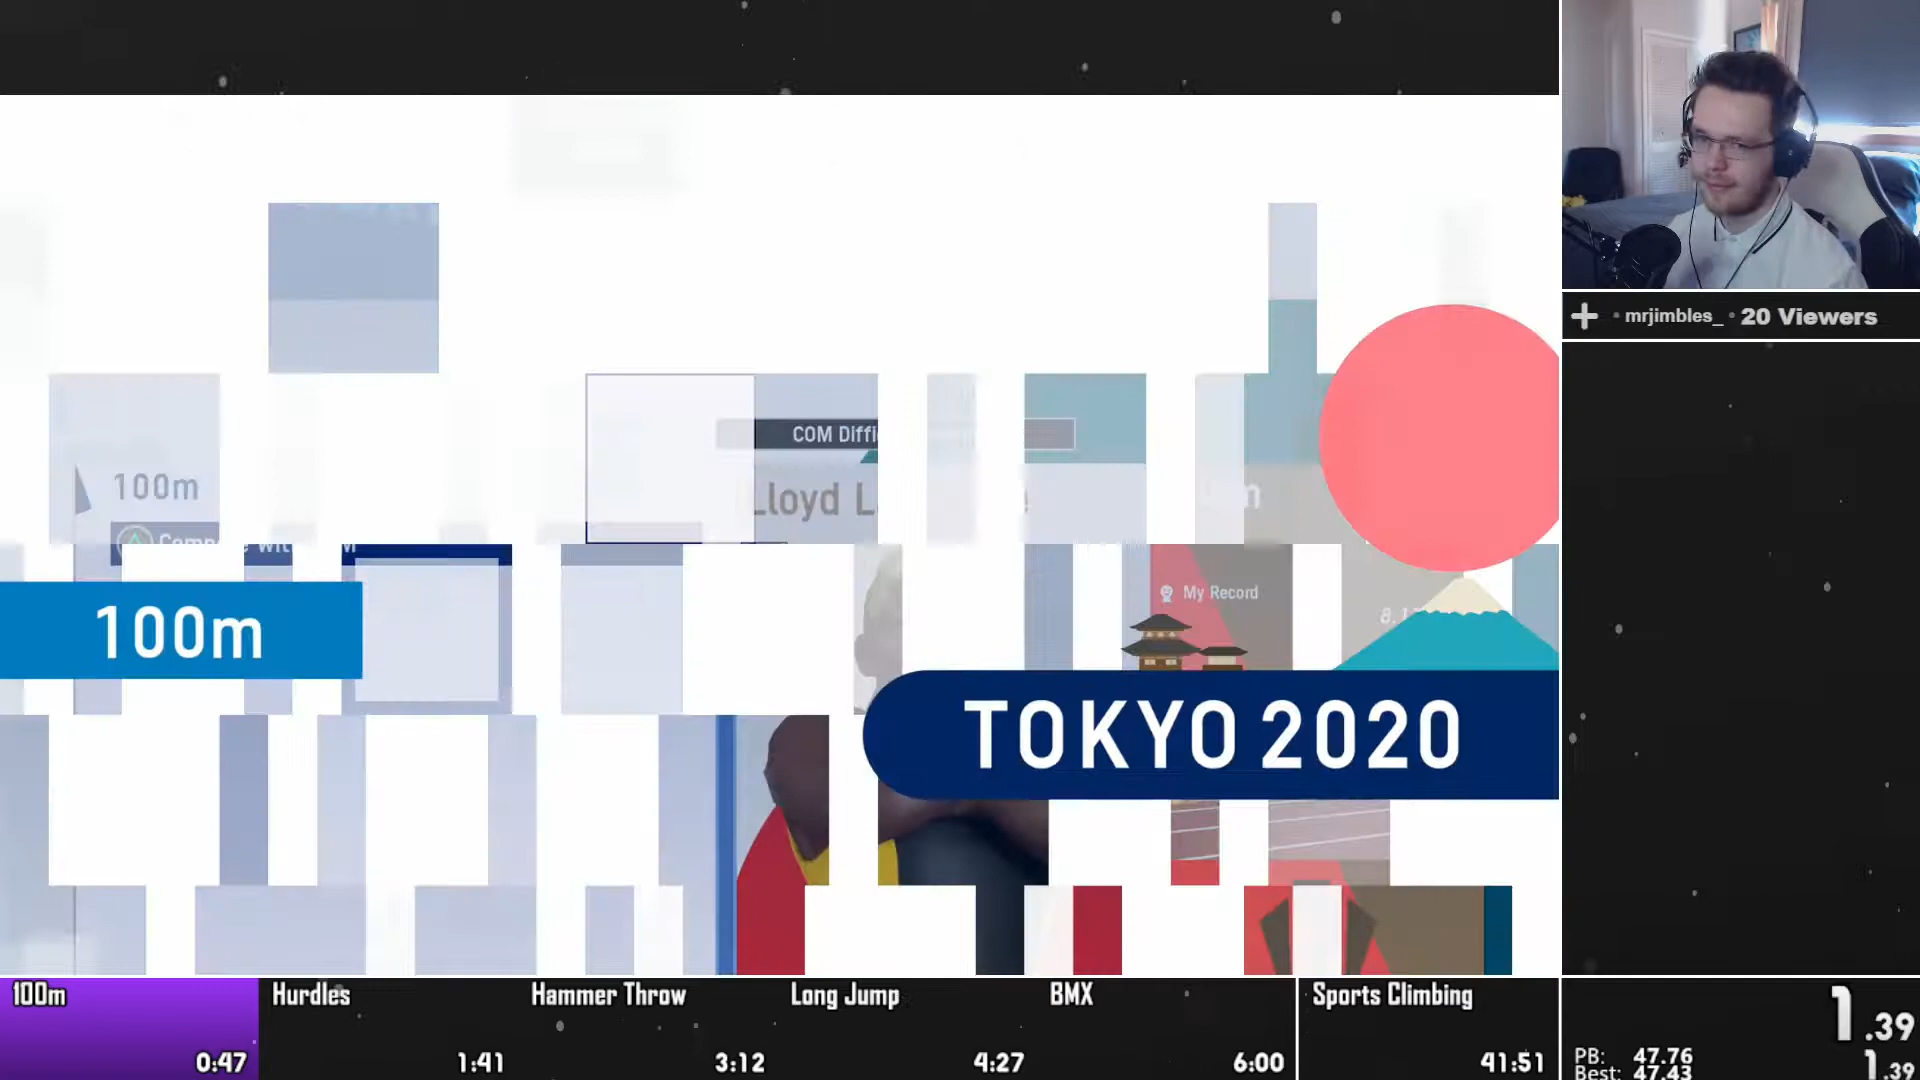 mrjimbles_ • 20 Viewers
COM Diffi
100m
Lloyd L
My Record
100m
TOKYO 2020
100m
Hurdles
Hammer Throw
Long Jump
BMX
Sports Climbing
0:47
1:41
3:12
4:27
6:00
41:51
1.39
PB: 47.76
Best: 47.43
1.39